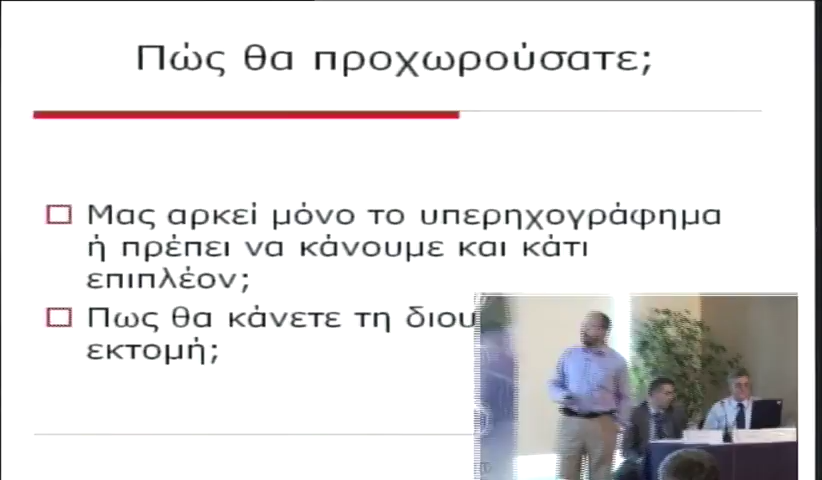 Πώς θα προχωρούσατε;
Μας αρκεί μόνο το υπερηχογράφημα
ή πρέπει να κάνουμε και κάτι
επιπλέον;
Πως θα κάνετε τη
εκτομή;